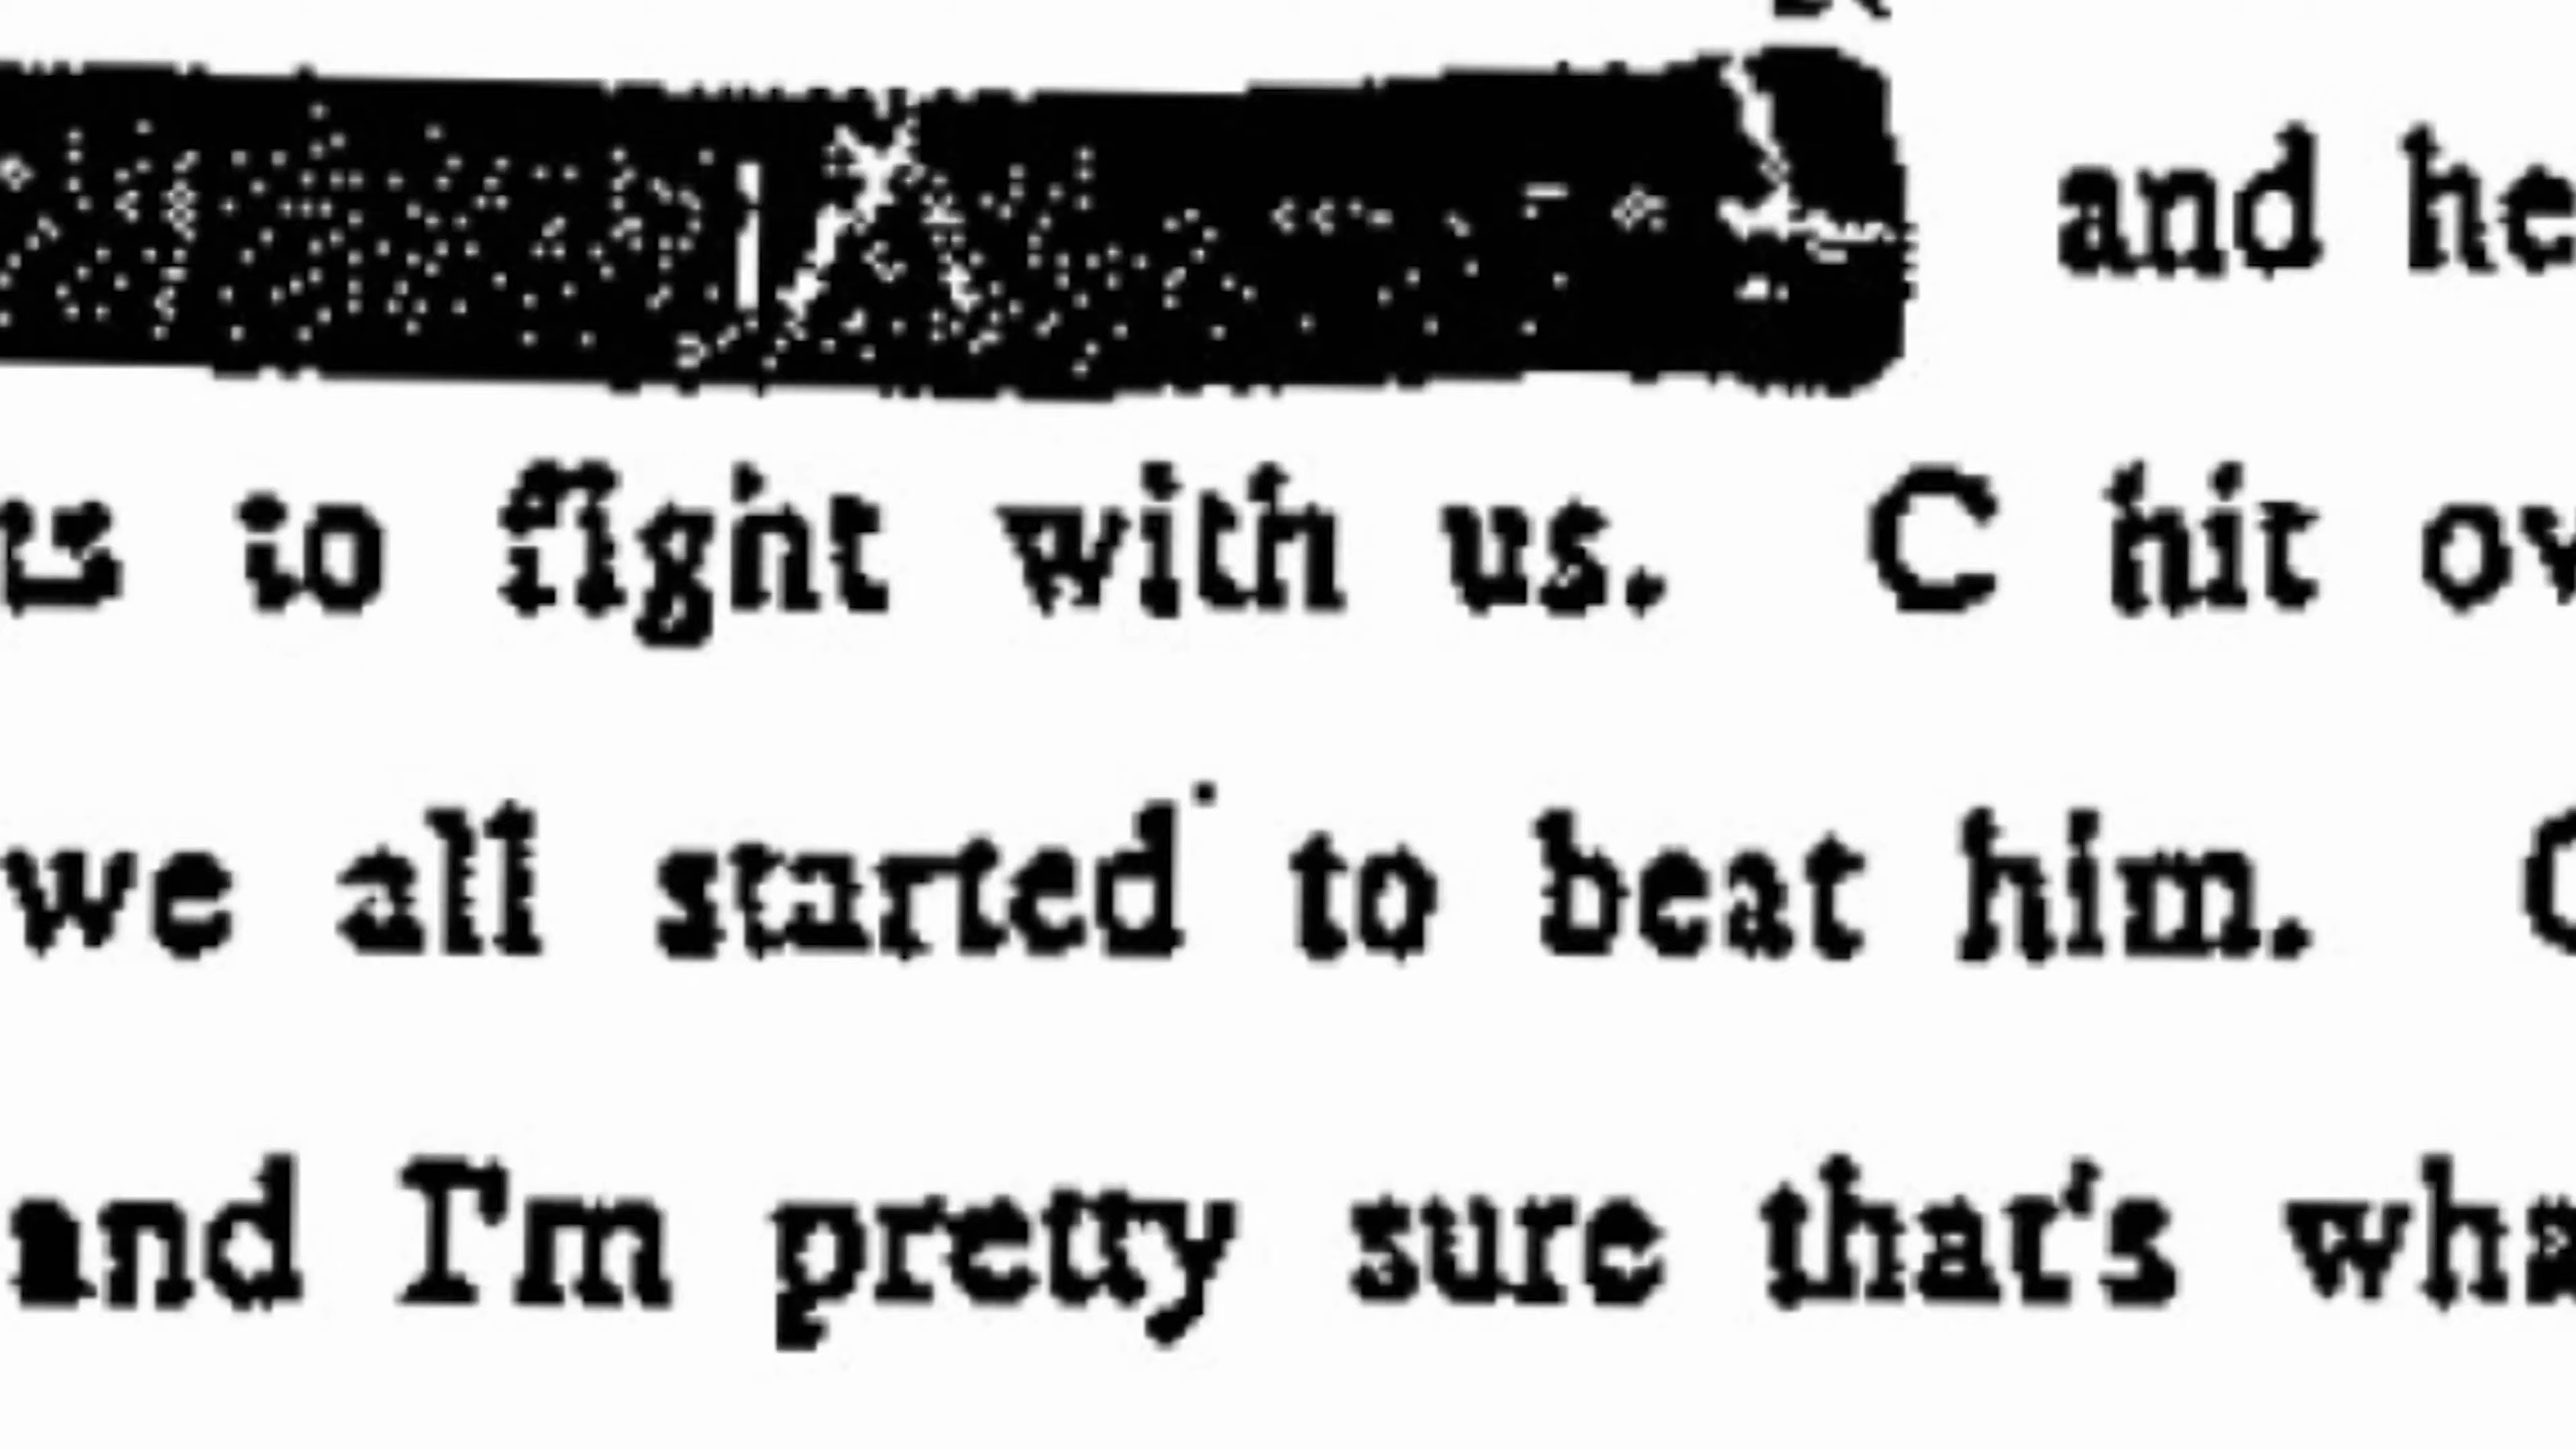 and he
to fight with us. C hit ov
we all started to beat him.
and I'm pretty sure that's wha